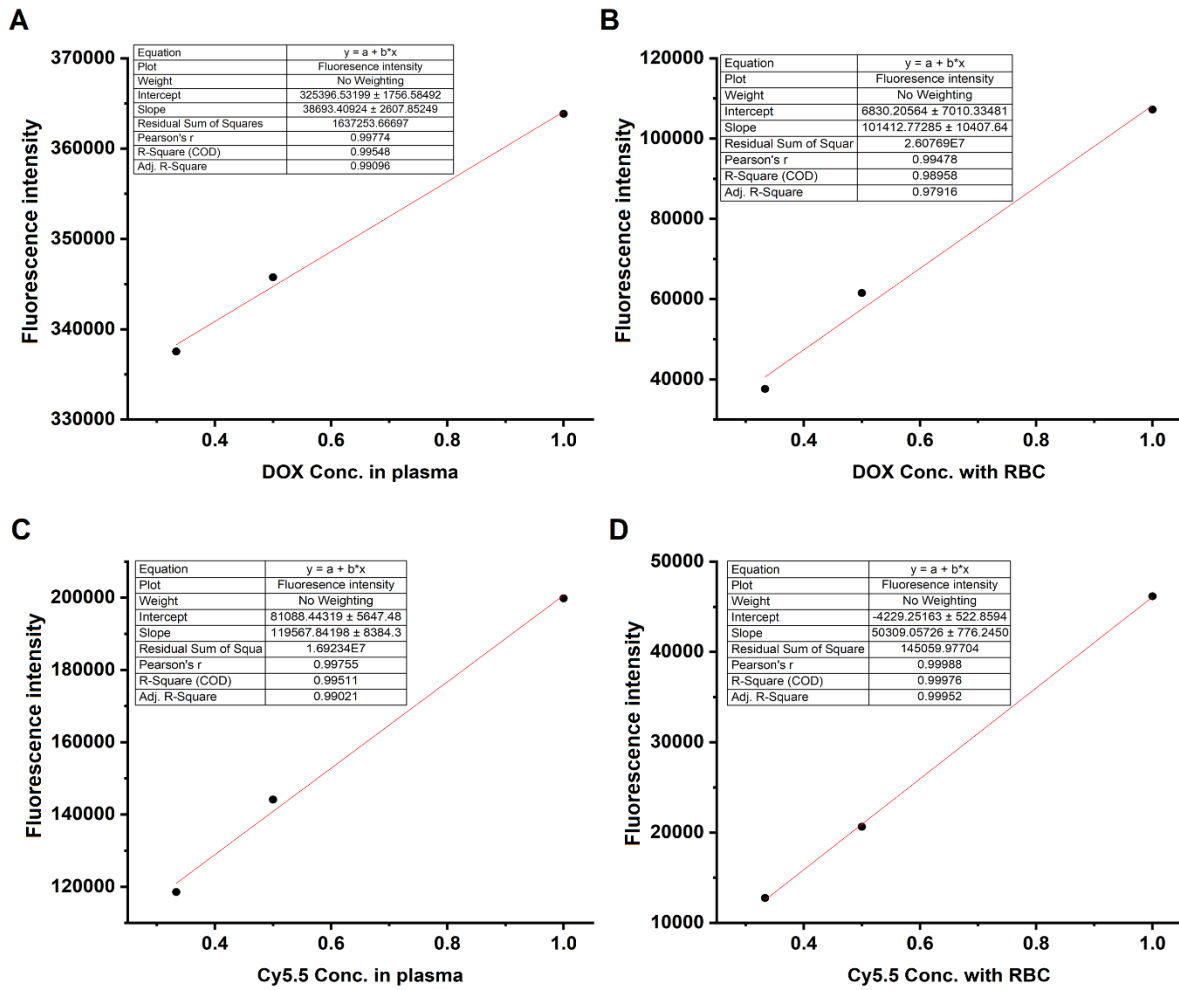 A
370000
360000
350000
340000
330000
Fluorescence intensity
Equation y = a + b*x
Plot Fluoresence intensity
Weight No Weighting
Intercept 325396.53199 ± 1756.58492
Slope 38693.40924 ± 2607.85249
Residual Sum of Squares 1637253.66697
Pearson's r 0.99774
R-Square (COD) 0.99548
Adj. R-Square 0.99096
0.4 0.6 0.8 1.0
DOX Conc. in plasma
B
120000
100000
80000
60000
40000
Fluorescence intensity
Equation y = a + b*x
Plot Fluoresence intensity
Weight No Weighting
Intercept 6830.20564 ± 7010.33481
Slope 101412.77285 ± 10407.64
Residual Sum of Squar 2.60769E7
Pearson's r 0.99478
R-Square (COD) 0.98958
Adj. R-Square 0.97916
0.4 0.6 0.8 1.0
DOX Conc. with RBC
C
200000
180000
160000
140000
120000
Fluorescence intensity
Equation y = a + b*x
Plot Fluoresence intensity
Weight No Weighting
Intercept 81088.44319 ± 5647.48
Slope 119567.84198 ± 8384.3
Residual Sum of Squa 1.69234E7
Pearson's r 0.99755
R-Square (COD) 0.99511
Adj. R-Square 0.99021
0.4 0.6 0.8 1.0
Cy5.5 Conc. in plasma
D
50000
40000
30000
20000
10000
Fluorescence intensity
Equation y = a + b*x
Plot Fluoresence intensity
Weight No Weighting
Intercept -4229.25163 ± 522.8594
Slope 50309.05726 ± 776.2450
Residual Sum of Square 145059.97704
Pearson's r 0.99988
R-Square (COD) 0.99976
Adj. R-Square 0.99952
0.4 0.6 0.8 1.0
Cy5.5 Conc. with RBC